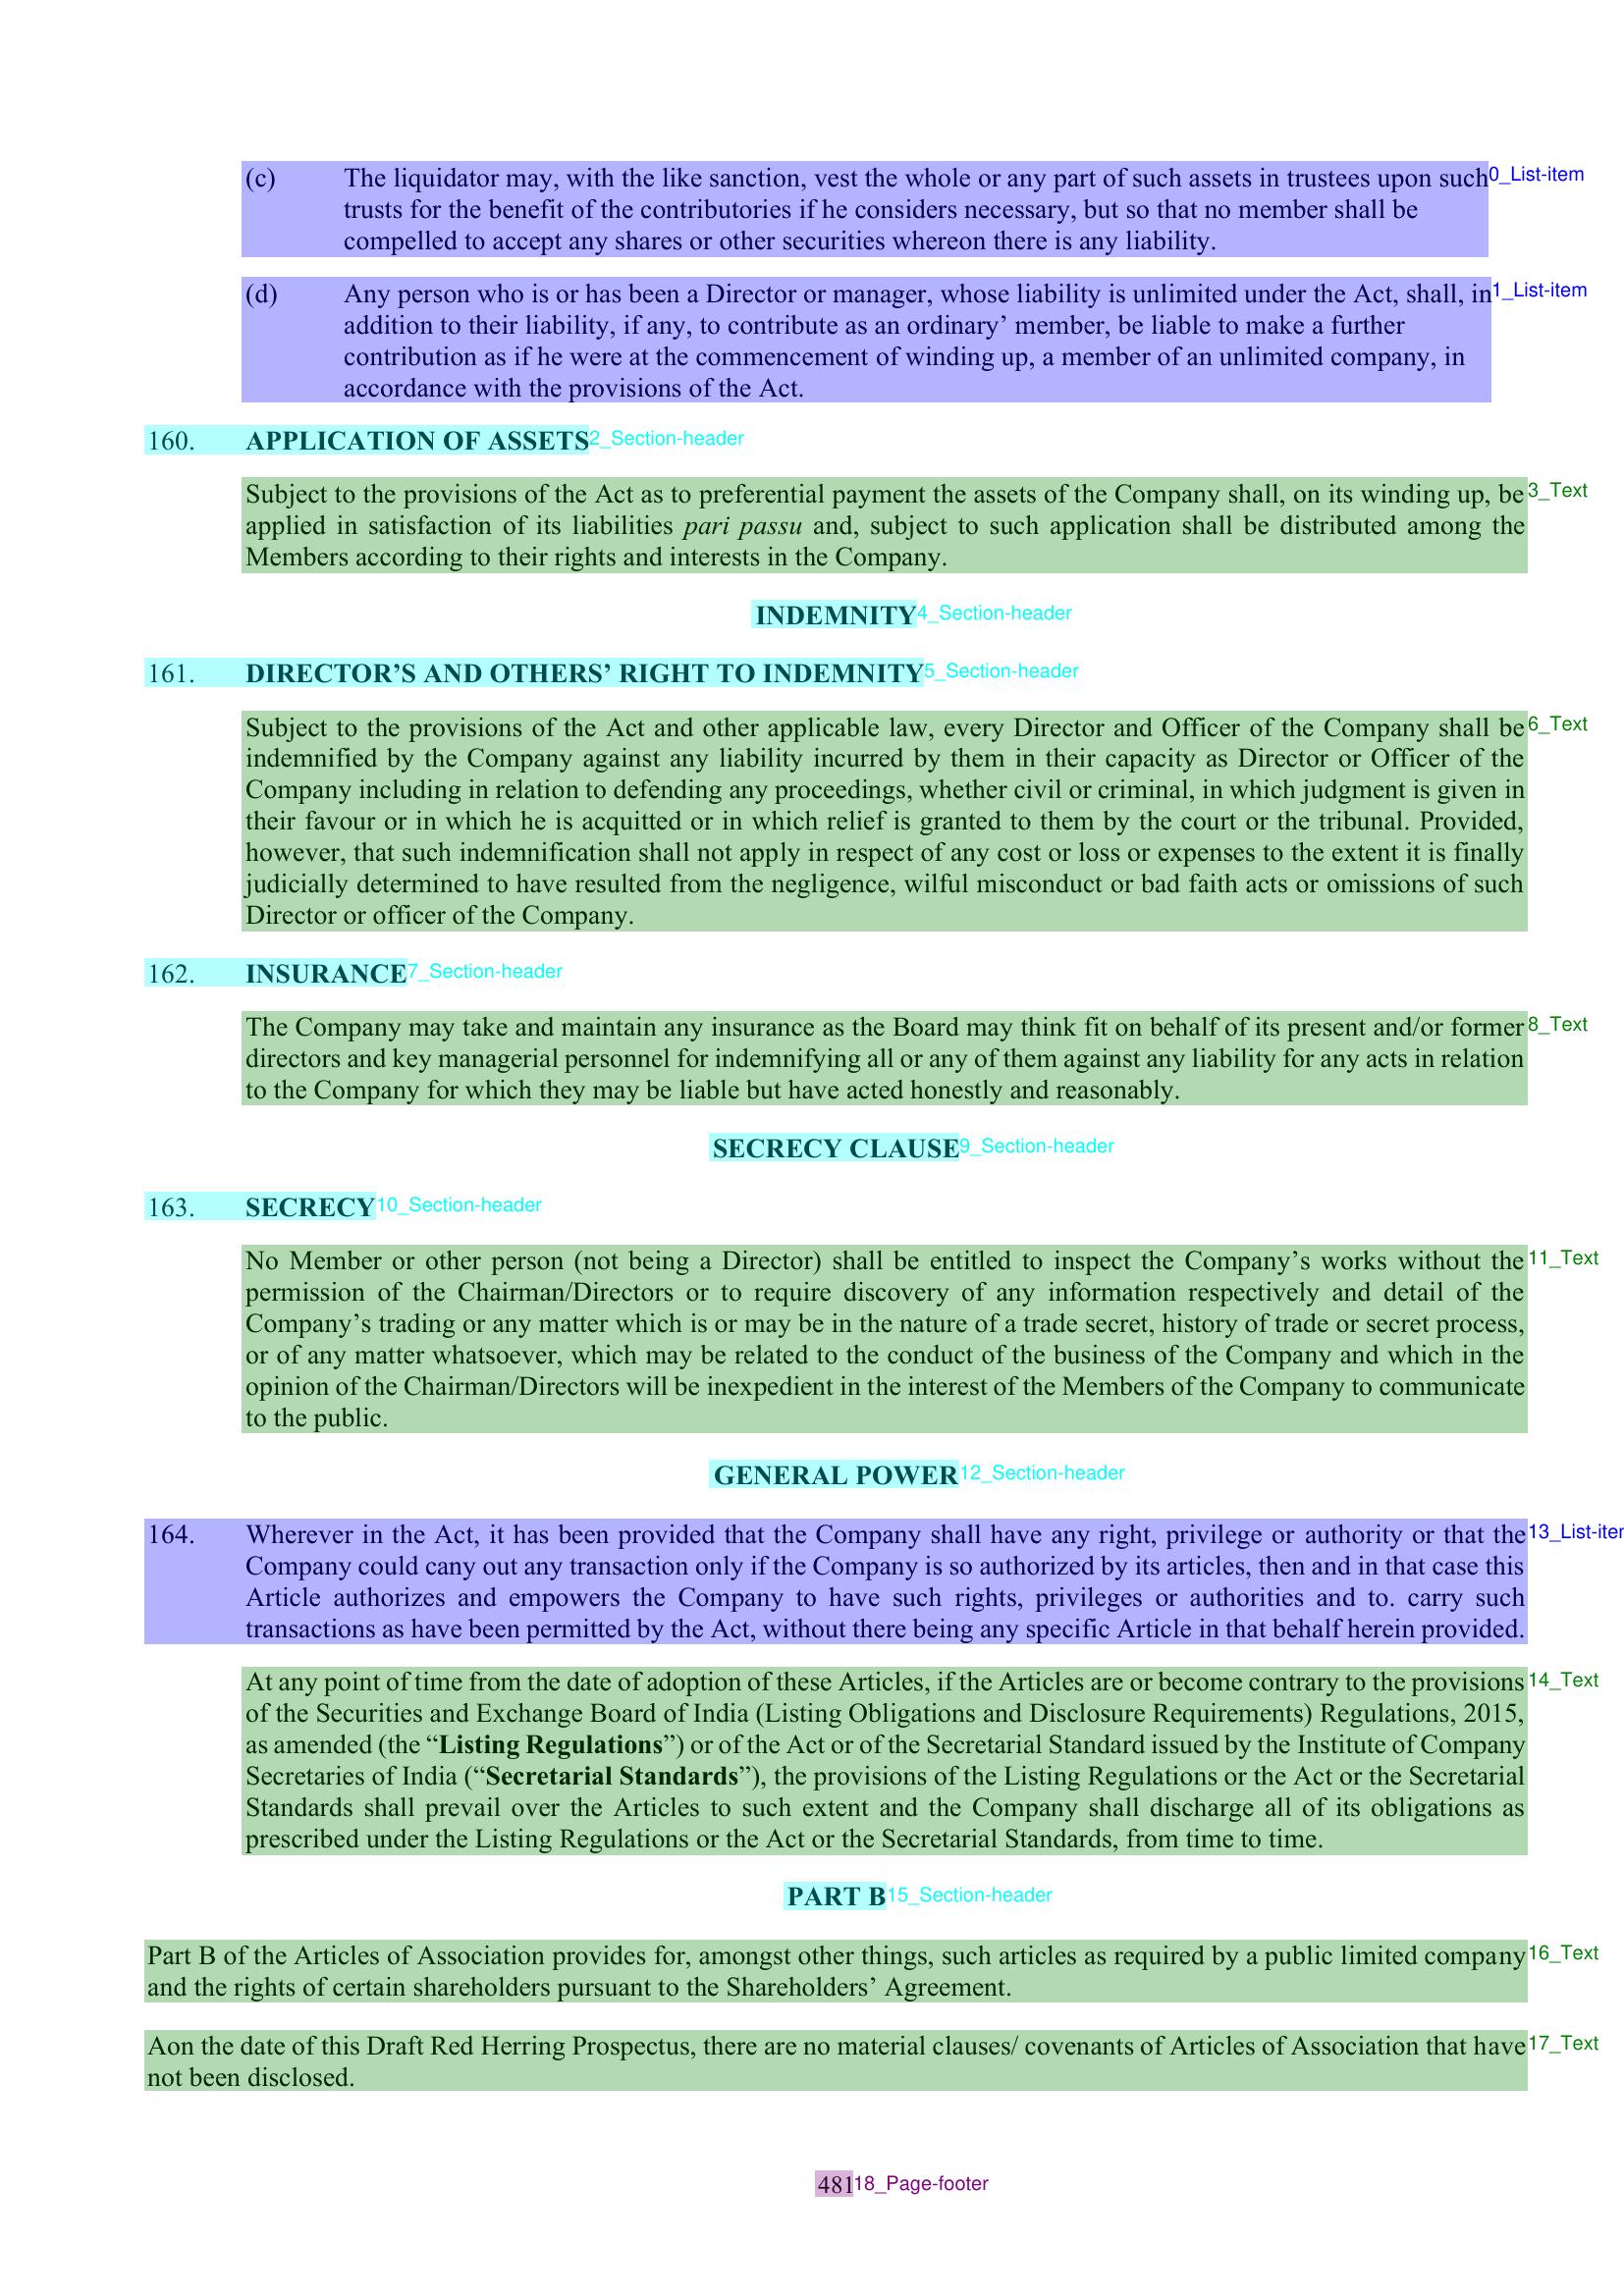 (c) The liquidator may, with the like sanction, vest the whole or any part of such assets in trustees upon such 0_List-item
trusts for the benefit of the contributories if he considers necessary, but so that no member shall be
compelled to accept any shares or other securities whereon there is any liability.
(d) Any person who is or has been a Director or manager, whose liability is unlimited under the Act, shall, in 1_List-item
addition to their liability, if any, to contribute as an ordinary’ member, be liable to make a further
contribution as if he were at the commencement of winding up, a member of an unlimited company, in
accordance with the provisions of the Act.
160. APPLICATION OF ASSETS 2_Section-header
Subject to the provisions of the Act as to preferential payment the assets of the Company shall, on its winding up, be 3_Text
applied in satisfaction of its liabilities pari passu and, subject to such application shall be distributed among the
Members according to their rights and interests in the Company.
INDEMNITY 4_Section-header
161. DIRECTOR’S AND OTHERS’ RIGHT TO INDEMNITY 5_Section-header
Subject to the provisions of the Act and other applicable law, every Director and Officer of the Company shall be 6_Text
indemnified by the Company against any liability incurred by them in their capacity as Director or Officer of the
Company including in relation to defending any proceedings, whether civil or criminal, in which judgment is given in
their favour or in which he is acquitted or in which relief is granted to them by the court or the tribunal. Provided,
however, that such indemnification shall not apply in respect of any cost or loss or expenses to the extent it is finally
judicially determined to have resulted from the negligence, wilful misconduct or bad faith acts or omissions of such
Director or officer of the Company.
162. INSURANCE 7_Section-header
The Company may take and maintain any insurance as the Board may think fit on behalf of its present and/or former 8_Text
directors and key managerial personnel for indemnifying all or any of them against any liability for any acts in relation
to the Company for which they may be liable but have acted honestly and reasonably.
SECRECY CLAUSE 9_Section-header
163. SECRECY 10_Section-header
No Member or other person (not being a Director) shall be entitled to inspect the Company’s works without the 11_Text
permission of the Chairman/Directors or to require discovery of any information respectively and detail of the
Company’s trading or any matter which is or may be in the nature of a trade secret, history of trade or secret process,
or of any matter whatsoever, which may be related to the conduct of the business of the Company and which in the
opinion of the Chairman/Directors will be inexpedient in the interest of the Members of the Company to communicate
to the public.
GENERAL POWER 12_Section-header
164. Wherever in the Act, it has been provided that the Company shall have any right, privilege or authority or that the 13_List-item
Company could cany out any transaction only if the Company is so authorized by its articles, then and in that case this
Article authorizes and empowers the Company to have such rights, privileges or authorities and to. carry such
transactions as have been permitted by the Act, without there being any specific Article in that behalf herein provided.
At any point of time from the date of adoption of these Articles, if the Articles are or become contrary to the provisions 14_Text
of the Securities and Exchange Board of India (Listing Obligations and Disclosure Requirements) Regulations, 2015,
as amended (the “Listing Regulations”) or of the Act or of the Secretarial Standard issued by the Institute of Company
Secretaries of India (“Secretarial Standards”), the provisions of the Listing Regulations or the Act or the Secretarial
Standards shall prevail over the Articles to such extent and the Company shall discharge all of its obligations as
prescribed under the Listing Regulations or the Act or the Secretarial Standards, from time to time.
PART B 15_Section-header
Part B of the Articles of Association provides for, amongst other things, such articles as required by a public limited company 16_Text
and the rights of certain shareholders pursuant to the Shareholders’ Agreement.
Aon the date of this Draft Red Herring Prospectus, there are no material clauses/ covenants of Articles of Association that have 17_Text
not been disclosed.
481 18_Page-footer